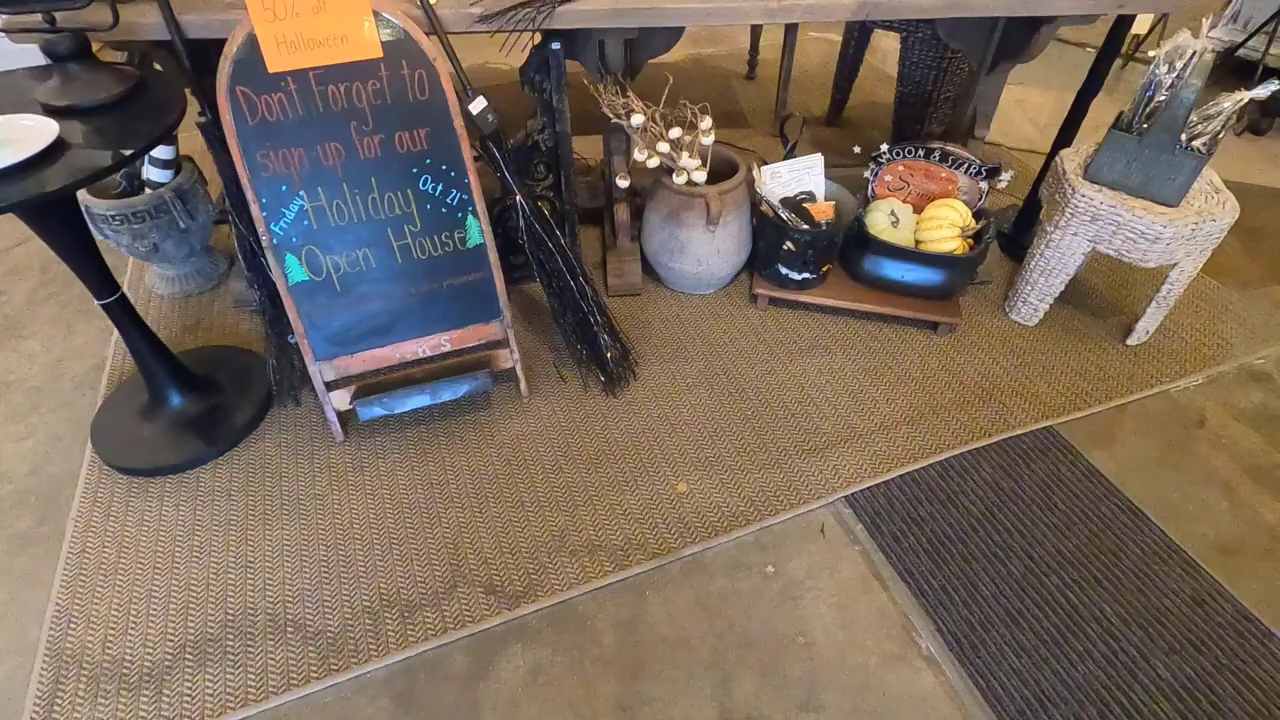 50% off
Halloween
Don't Forget to
sign-up for our
Friday
Holiday
Oct 21
Open House
MOON & STARS